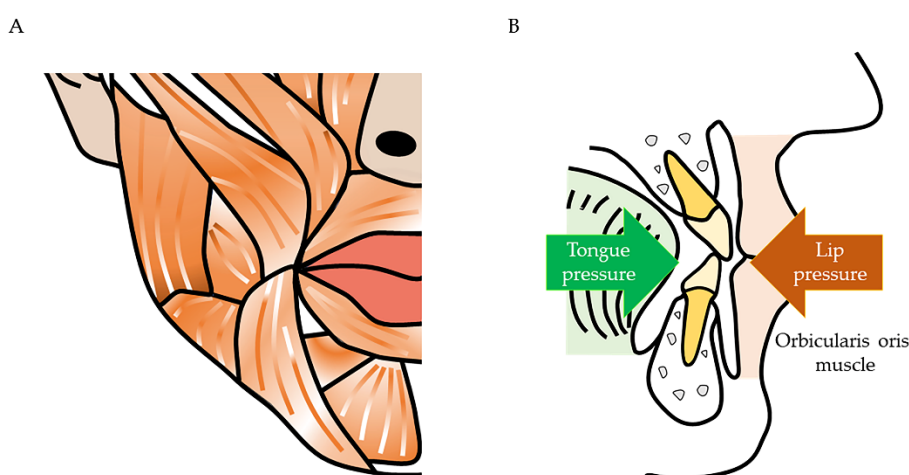 A
B
Tongue
pressure
Lip
pressure
Orbicularis oris
muscle